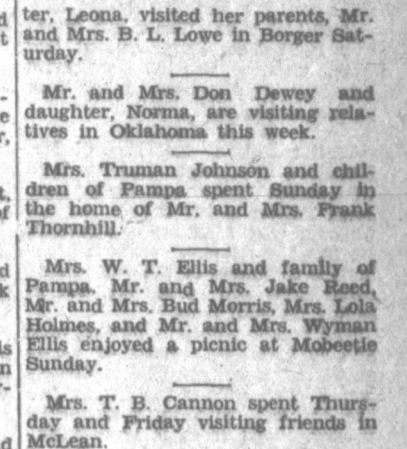 ter, Leona, visited her parents, Mr.
and Mrs. B. L. Lowe in Borger Sat-
urday.
Mr. and Mrs. Don Dewey and
daughter, Norma, are visiting rela-
tives in Oklahoma this week.
Mrs. Truman Johnson and chil-
dren of Pampa spent Sunday in
the home of Mr. and Mrs. Frank
Thornhill.
Mrs. W. T. Ellis and family of
Pampa, Mr. and Mrs. Jake Reed,
Mr. and Mrs. Bud Morris, Mrs. Lola
Holmes, and Mr. and Mrs. Wyman
Ellis enjoyed a picnic at Mobeetie
Sunday.
Mrs. T. B. Cannon spent Thurs-
day and Friday visiting friends in
McLean.